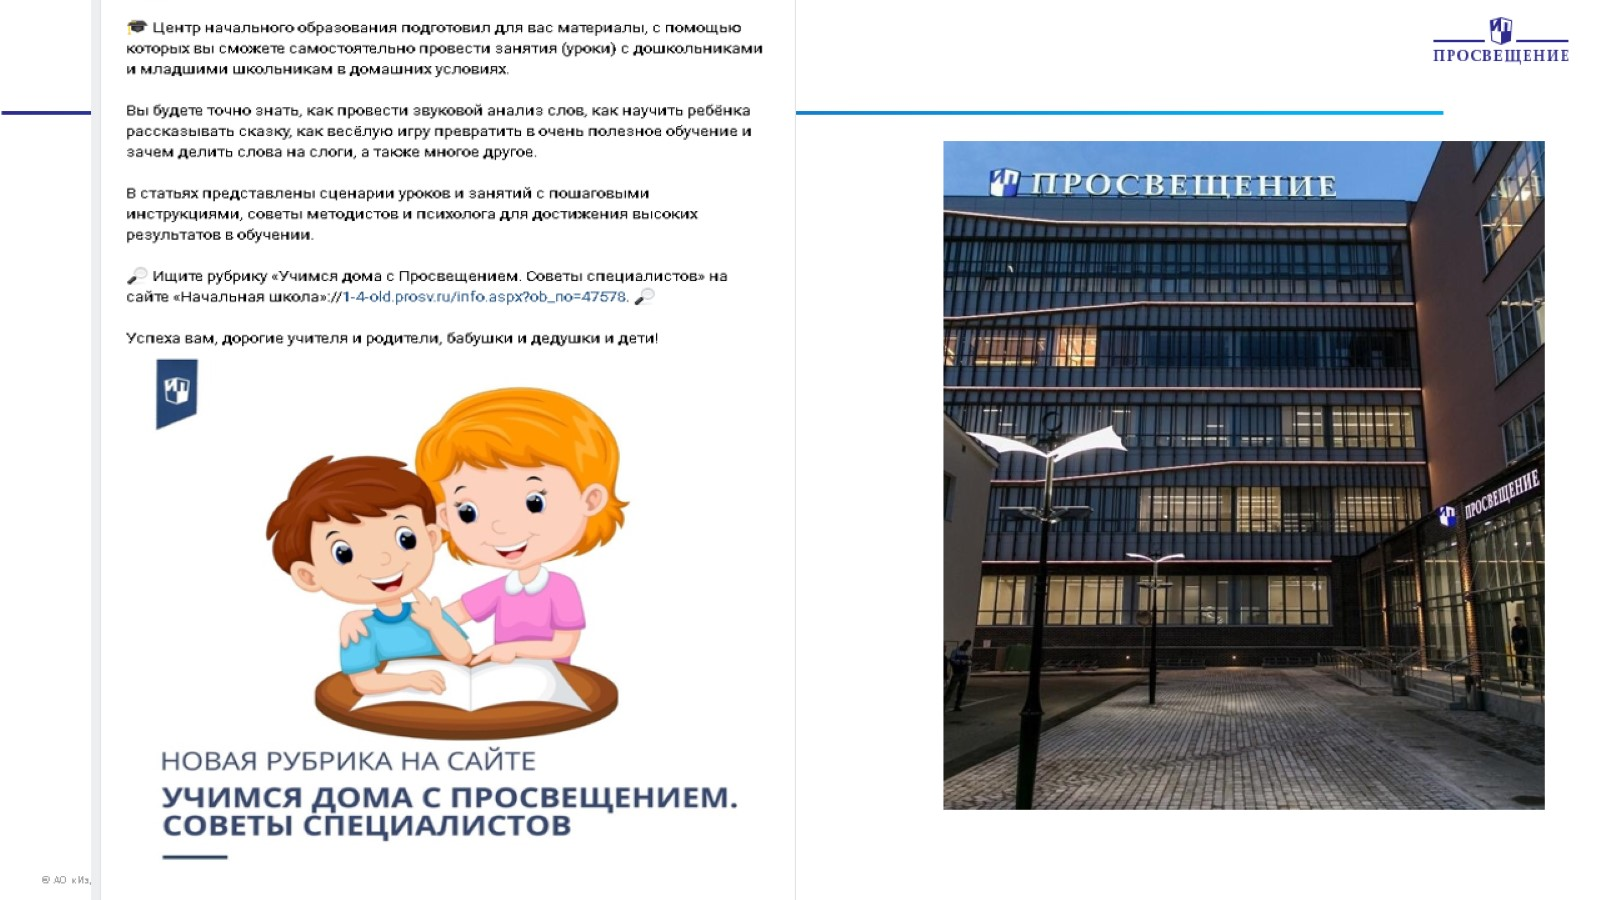 Центр начального образования подготовил для вас материалы, с помощью
которых вы сможете самостоятельно провести занятия (уроки) с дошкольниками
и младшими школьникам в домашних условиях.
Вы будете точно знать, как провести звуковой анализ слов, как научить ребёнка
рассказывать сказку, как весёлую игру превратить в очень полезное обучение и
зачем делить слова на слоги, а также многое другое.
В статьях представлены сценарии уроков и занятий с пошаговыми
инструкциями, советы методистов и психолога для достижения высоких
результатов в обучении.
Ищите рубрику «Учимся дома с Просвещением. Советы специалистов» на
сайте «Начальная школа»://1-4-old.prosv.ru/info.aspx?ob_no=47578.
Успеха вам, дорогие учителя и родители, бабушки и дедушки и дети!
ИП
НОВАЯ РУБРИКА НА САЙТЕ
УЧИМСЯ ДОМА С ПРОСВЕЩЕНИЕМ.
СОВЕТЫ СПЕЦИАЛИСТОВ
© АО «Из
ИП
ПРОСВЕЩЕНИЕ
ИП ПРОСВЕЩЕНИЕ
ИП ПРОСВЕЩЕНИЕ